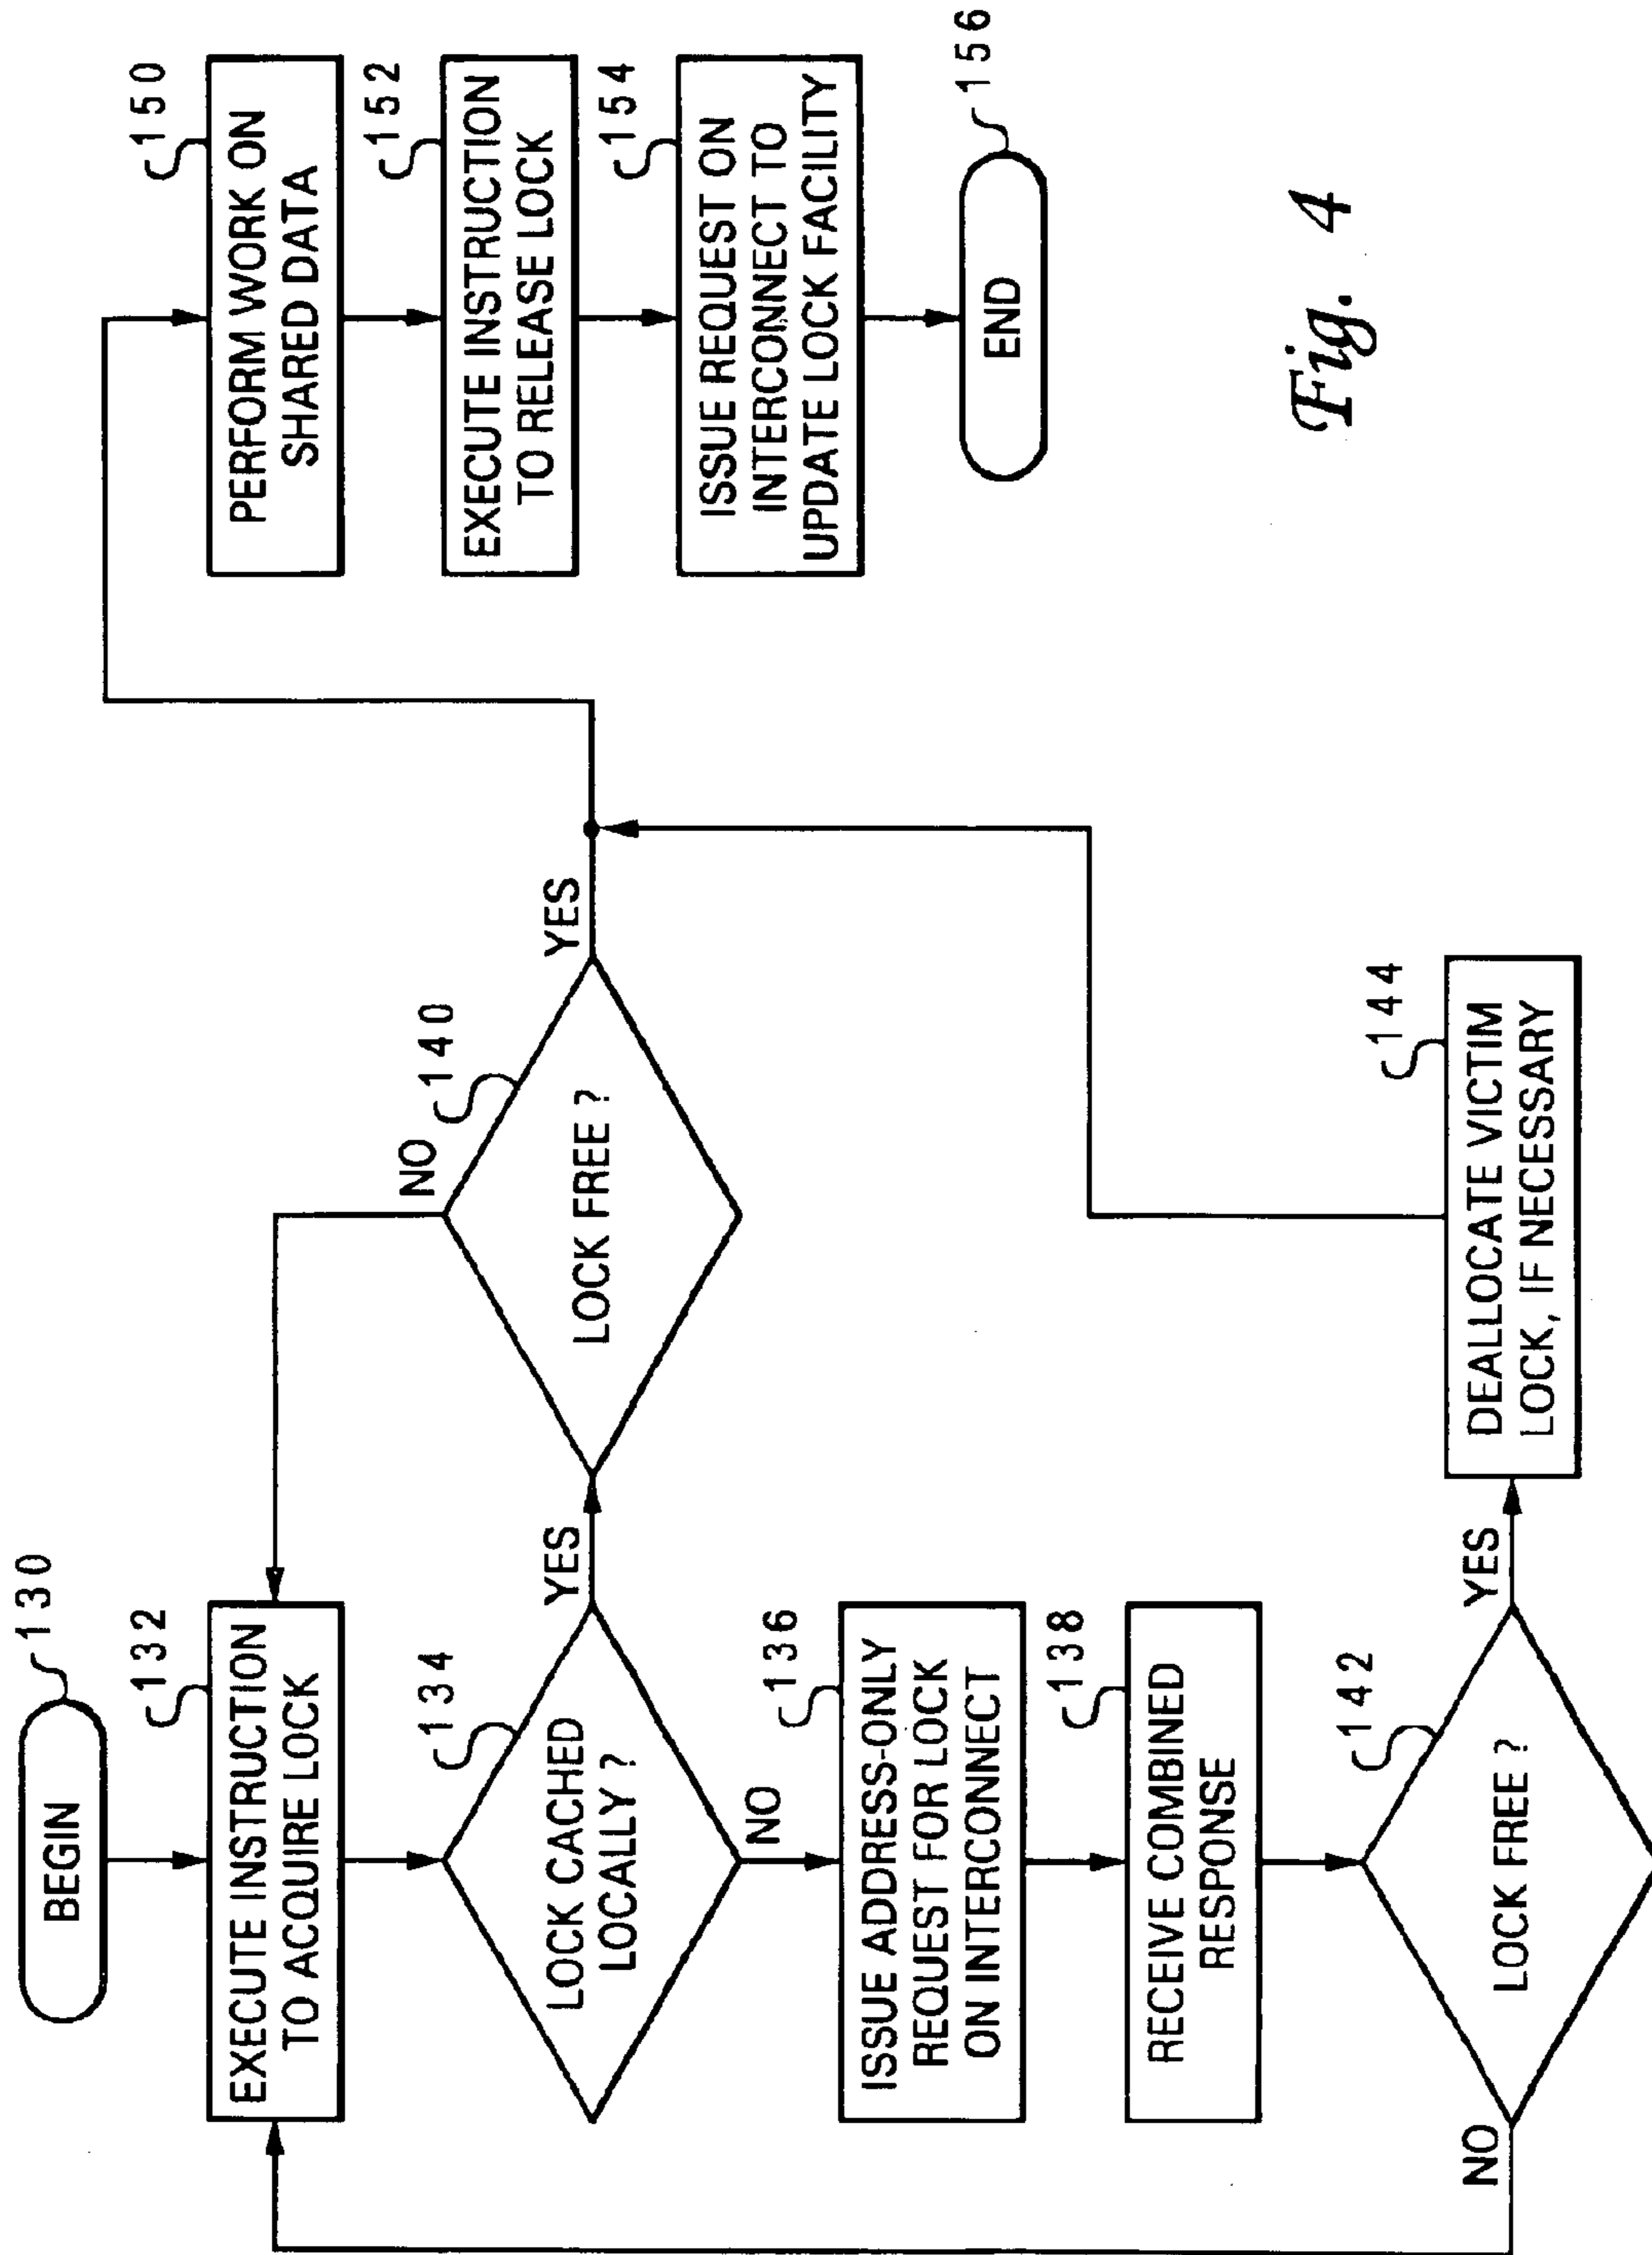 BEGIN
130
EXECUTE INSTRUCTION
TO ACQUIRE LOCK
132
LOCK CACHED
LOCALLY ?
134
YES
NO
ISSUE ADDRESS-ONLY
REQUEST FOR LOCK
ON INTERCONNECT
136
RECEIVE COMBINED
RESPONSE
138
LOCK FREE ?
142
NO
YES
DEALLOCATE VICTIM
LOCK, IF NECESSARY
144
LOCK FREE ?
140
NO
YES
PERFORM WORK ON
SHARED DATA
150
EXECUTE INSTRUCTION
TO RELEASE LOCK
152
ISSUE REQUEST ON
INTERCONNECT TO
UPDATE LOCK FACILITY
154
END
156
Fig. 4